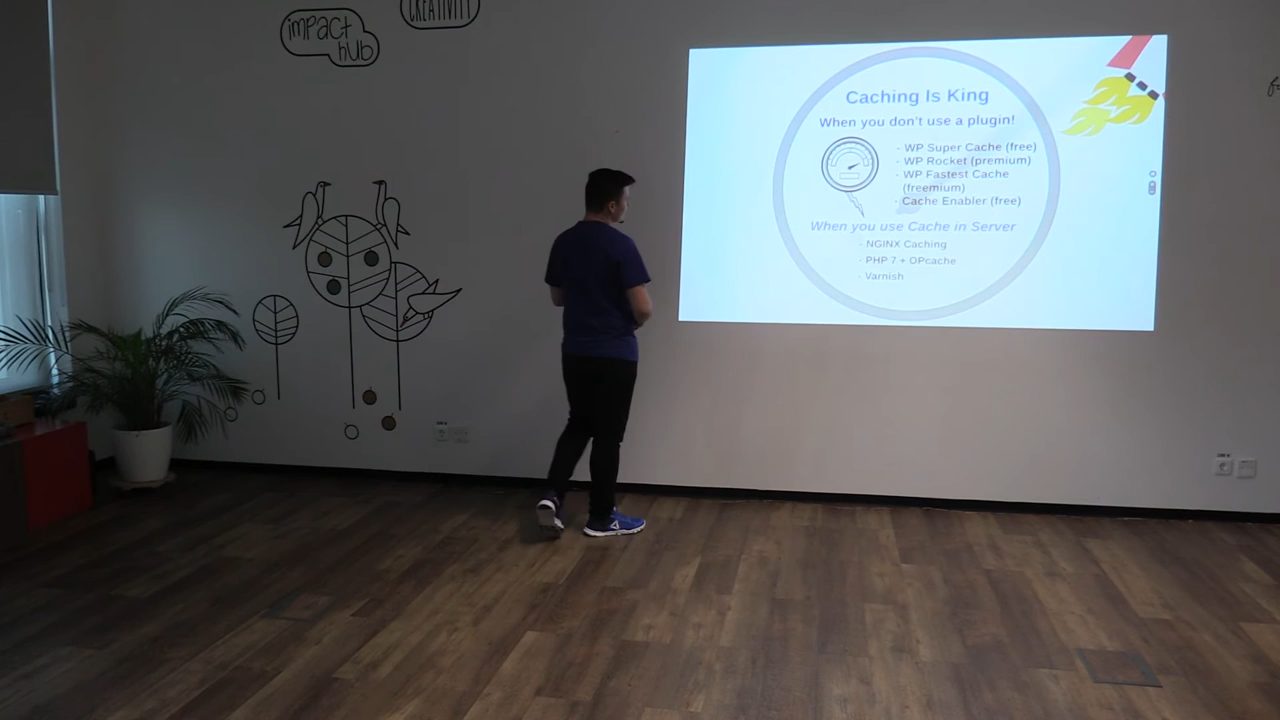 impact
hub
CREATIVITY
Caching Is King
When you don't use a plugin!
- WP Super Cache (free)
- WP Rocket (premium)
- WP Fastest Cache
(freemium)
- Cache Enabler (free)
When you use Cache in Server
- NGINX Caching
- PHP 7 + OPcache
- Varnish